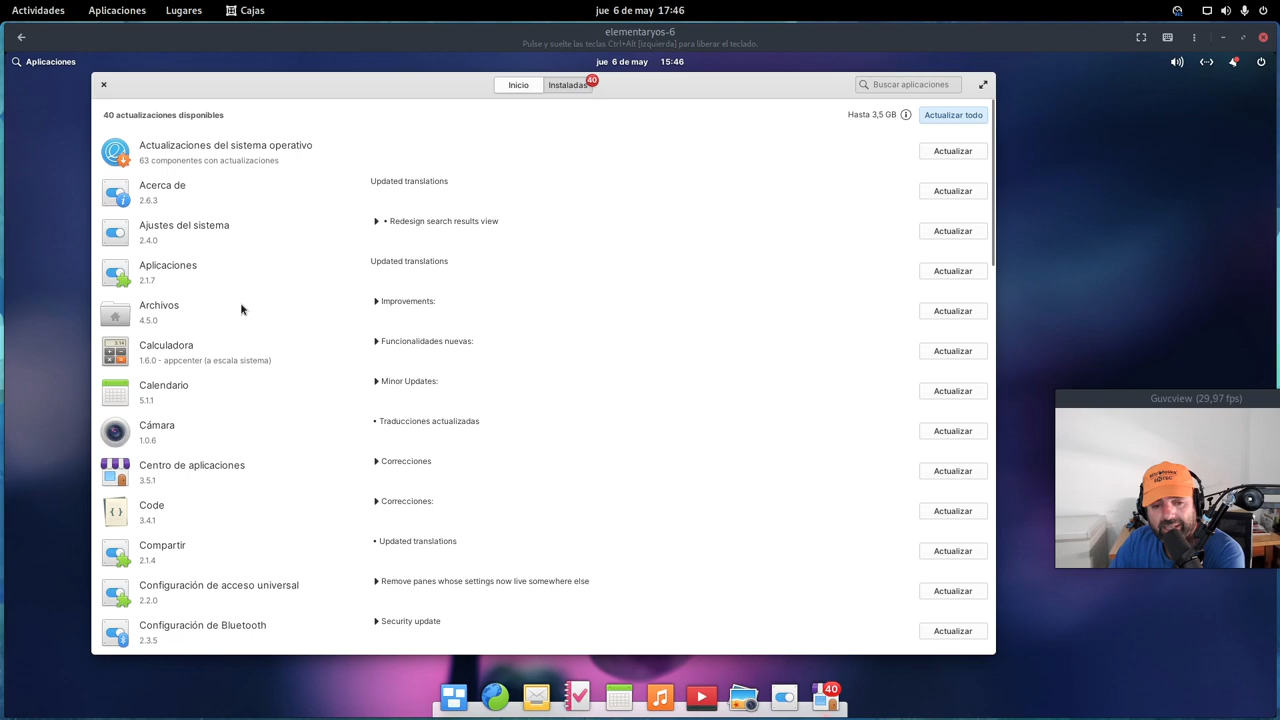 Actividades Aplicaciones Lugares Cajas jue 6 de may 17:46
elementaryos-6
Pulse y suelte las teclas Ctrl+Alt [izquierda] para liberar el teclado.
Aplicaciones jue 6 de may 15:46
Inicio Instaladas 40 Buscar aplicaciones
40 actualizaciones disponibles Hasta 3,5 GB Actualizar todo
Actualizaciones del sistema operativo
63 componentes con actualizaciones
Actualizar
Acerca de
2.6.3
Updated translations
Actualizar
Ajustes del sistema
2.4.0
• Redesign search results view
Actualizar
Aplicaciones
2.1.7
Updated translations
Actualizar
Archivos
4.5.0
Improvements:
Actualizar
Calculadora
1.6.0 - appcenter (a escala sistema)
Funcionalidades nuevas:
Actualizar
Calendario
5.1.1
Minor Updates:
Actualizar
Cámara
1.0.6
• Traducciones actualizadas
Actualizar
Centro de aplicaciones
3.5.1
Correcciones
Actualizar
Code
3.4.1
Correcciones:
Actualizar
Compartir
2.1.4
• Updated translations
Actualizar
Configuración de acceso universal
2.2.0
Remove panes whose settings now live somewhere else
Actualizar
Configuración de Bluetooth
2.3.5
Security update
Actualizar
Guvcview (29,97 fps)
40